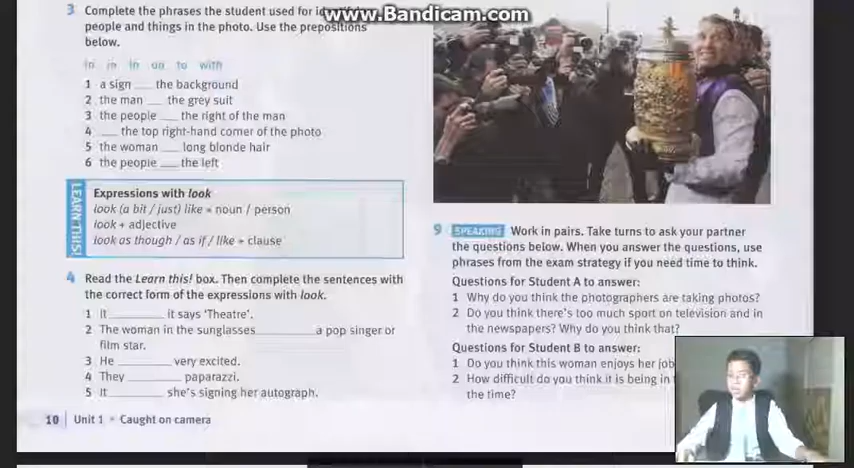 www.Bandicam.com
3 Complete the phrases the student used for
people and things in the photo. Use the prepositions
below.
in in in on to with
1 a sign ___ the background
2 the man ___ the grey suit
3 the people ___ the right of the man
4 ___ the top right-hand corner of the photo
5 the woman ___ long blonde hair
6 the people ___ the left
LEARN THIS!
Expressions with look
look (a bit / just) like + noun / person
look + adjective
look as though / as if / like + clause
4 Read the Learn this! box. Then complete the sentences with
the correct form of the expressions with look.
1 It ________ it says 'Theatre'.
2 The woman in the sunglasses ________ a pop singer or
film star.
3 He ________ very excited.
4 They ________ paparazzi.
5 It ________ she's signing her autograph.
10 | Unit 1 • Caught on camera
9 SPEAKING Work in pairs. Take turns to ask your partner
the questions below. When you answer the questions, use
phrases from the exam strategy if you need time to think.
Questions for Student A to answer:
1 Why do you think the photographers are taking photos?
2 Do you think there's too much sport on television and in
the newspapers? Why do you think that?
Questions for Student B to answer:
1 Do you think this woman enjoys her job
2 How difficult do you think it is being in
the time?